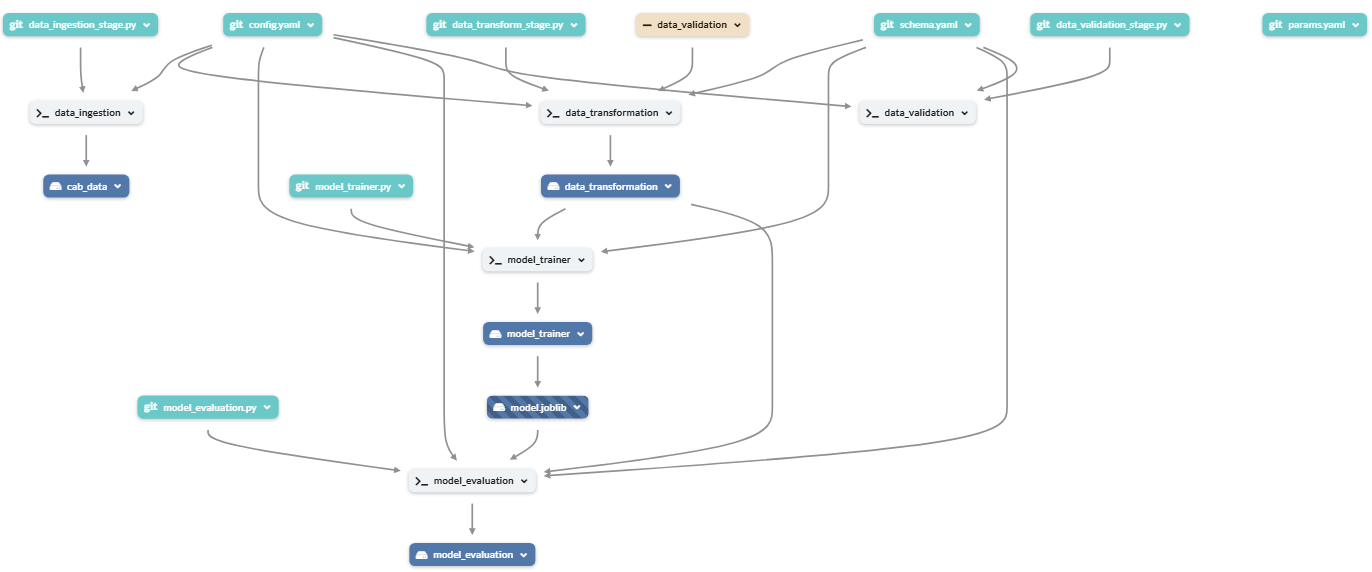 git data_ingestion_stage.py
git config.yaml
git data_transform_stage.py
data_validation
git schema.yaml
git data_validation_stage.py
git params.yaml
>_ data_ingestion
>_ data_transformation
>_ data_validation
cab_data
git model_trainer.py
data_transformation
>_ model_trainer
model_trainer
git model_evaluation.py
model.joblib
>_ model_evaluation
model_evaluation